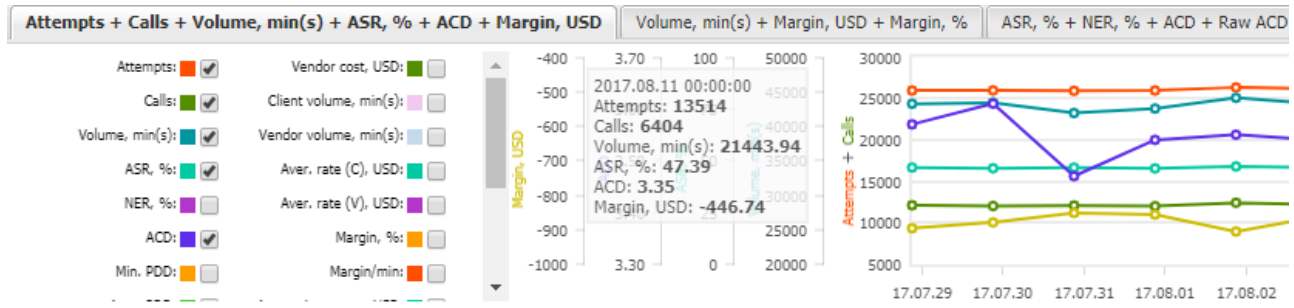 Attempts + Calls + Volume, min(s) + ASR, % + ACD + Margin, USD
Volume, min(s) + Margin, USD + Margin, %
ASR, % + NER, % + ACD + Raw ACD
Attempts:
Vendor cost, USD:
Calls:
Client volume, min(s):
Volume, min(s):
Vendor volume, min(s):
ASR, %:
Aver. rate (C), USD:
NER, %:
Aver. rate (V), USD:
ACD:
Margin, %:
Min. PDD:
Margin/min:
Margin, USD
-400
-500
-600
-700
-800
-900
-1000
3.70
3.30
100
0
50000
45000
40000
35000
30000
25000
20000
2017.08.11 00:00:00
Attempts: 13514
Calls: 6404
Volume, min(s): 21443.94
ASR, %: 47.39
ACD: 3.35
Margin, USD: -446.74
Volume, min(s)
Attempts + Calls
30000
25000
20000
15000
10000
5000
17.07.29 17.07.30 17.07.31 17.08.01 17.08.02